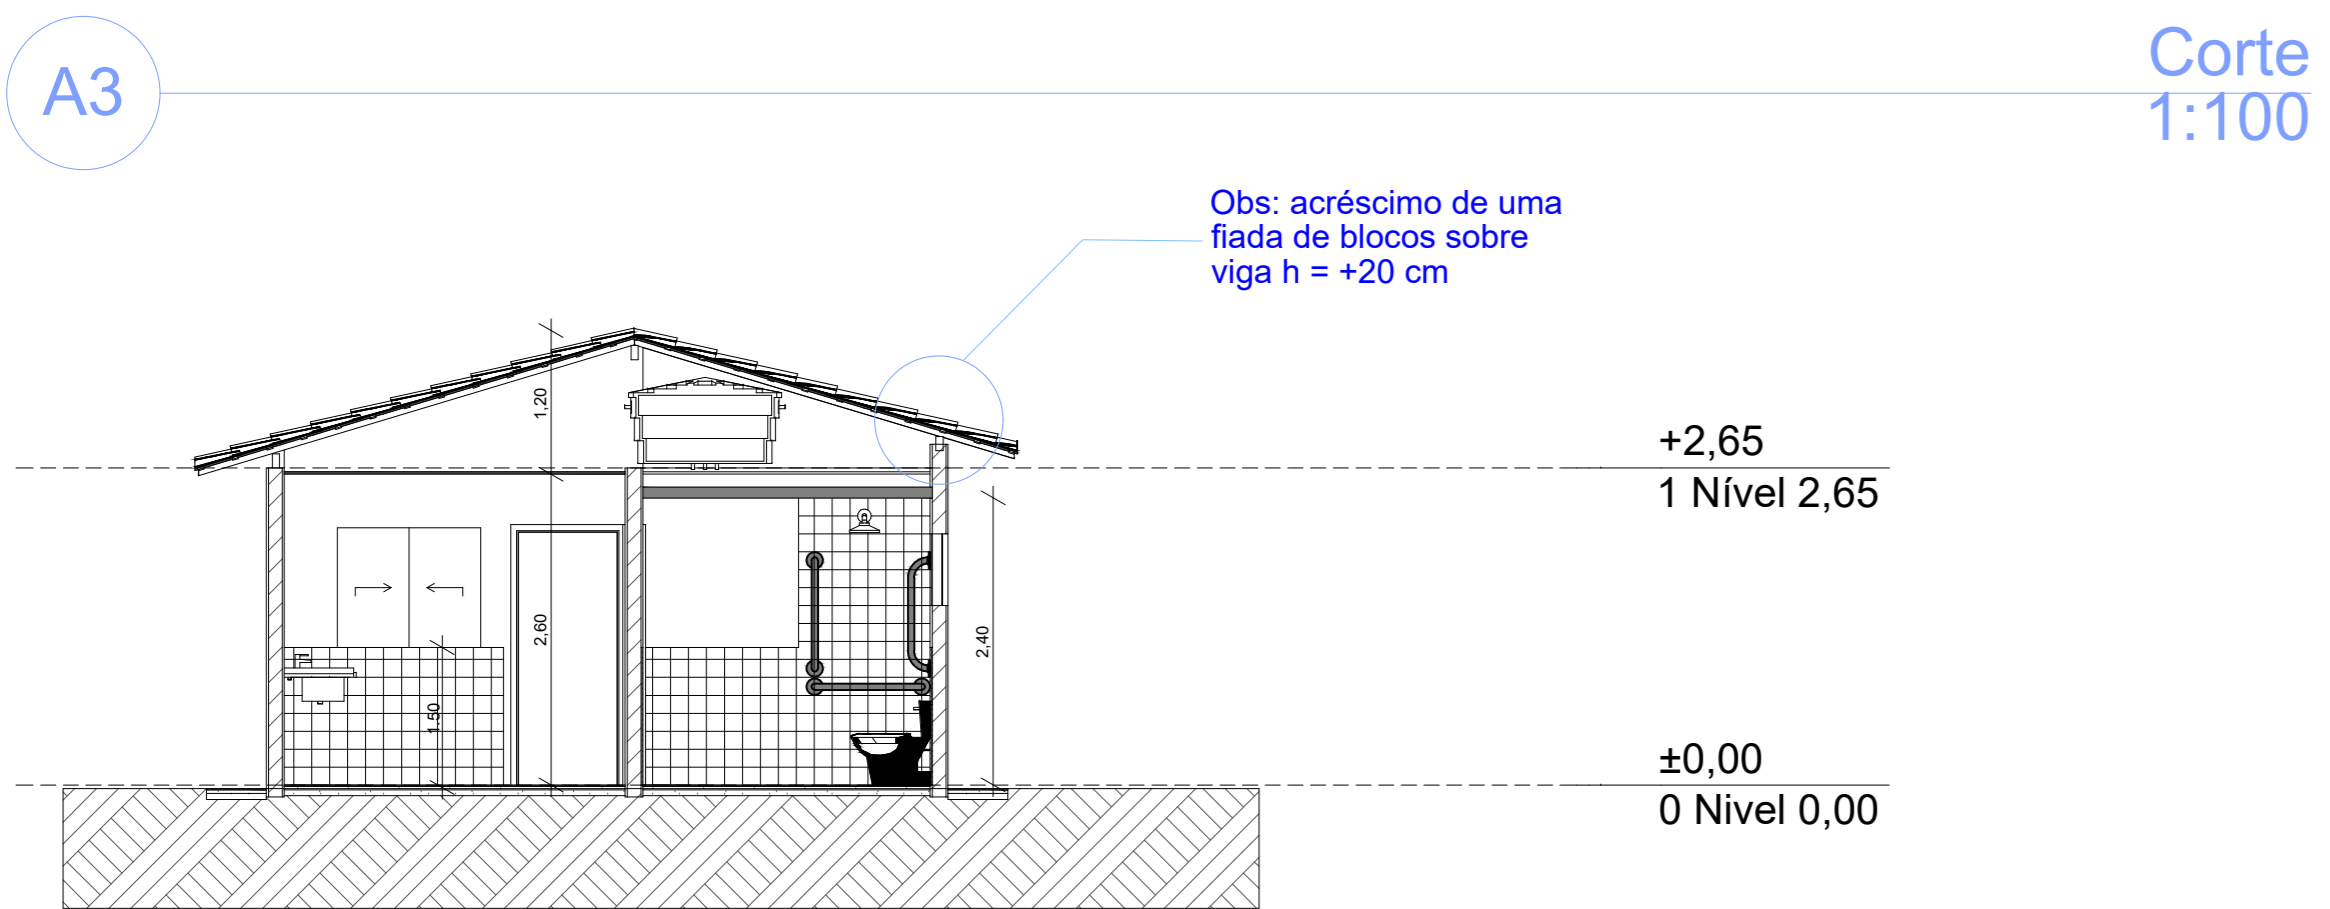 A3
Corte
1:100
Obs: acréscimo de uma
fiada de blocos sobre
viga h = +20 cm
1,20
+2,65
1 Nível 2,65
2,60
2,40
1.50
±0,00
0 Nivel 0,00